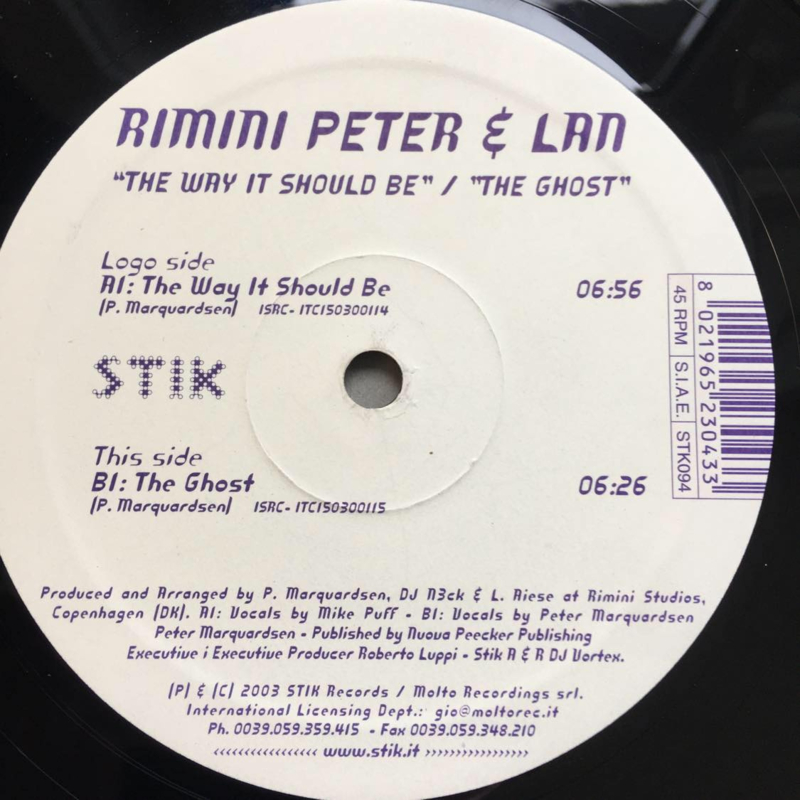 RIMINI PETER & LAN
"THE WAY IT SHOULD BE" / "THE GHOST"
Logo side
A1: The Way It Should Be 06:56
(P. Marquardsen) ISRC- ITC150300114
STIK
This side
B1: The Ghost 06:26
(P. Marquardsen) ISRC- ITC150300115
8 021965 230433
45 RPM S.I.A.E. STK094
Produced and Arranged by P. Marquardsen, DJ N3ck & L. Riese at Rimini Studios,
Copenhagen (DK). A1: Vocals by Mike Puff - B1: Vocals by Peter Marquardsen
Peter Marquardsen - Published by Nuova Peecker Publishing
Executive i Executive Producer Roberto Luppi - Stik A & R DJ Vortex.
(P) & (C) 2003 STIK Records / Molto Recordings srl.
International Licensing Dept.: gio@moltorec.it
Ph. 0039.059.359.415 - Fax 0039.059.348.210
‹‹‹‹‹‹‹‹‹‹‹‹‹‹‹‹‹ www.stik.it ›››››››››››››››››